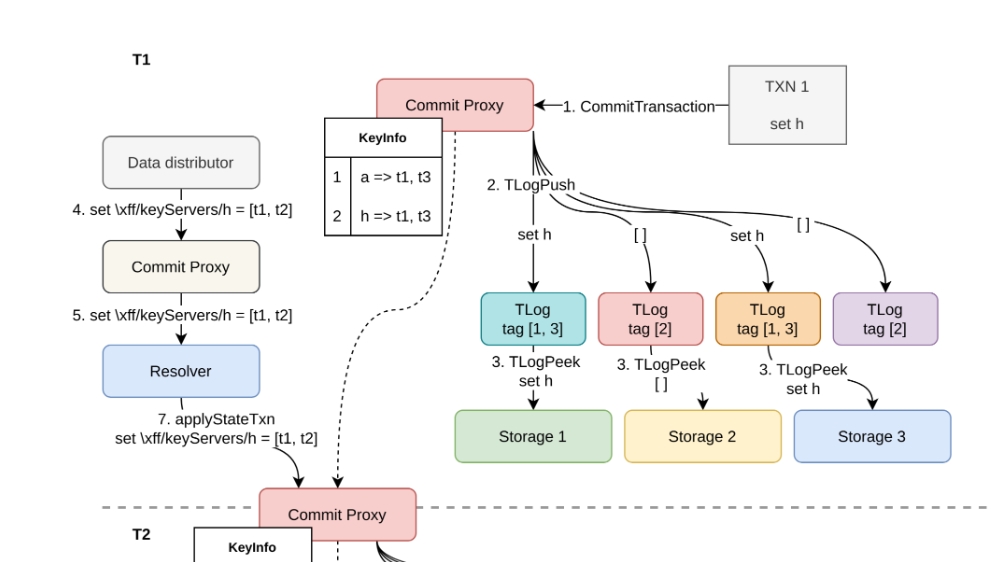 T1
Commit Proxy
1. CommitTransaction
TXN 1
set h
KeyInfo
1 a => t1, t3
2 h => t1, t3
Data distributor
4. set \xff/keyServers/h = [t1, t2]
Commit Proxy
5. set \xff/keyServers/h = [t1, t2]
Resolver
7. applyStateTxn
set \xff/keyServers/h = [t1, t2]
2. TLogPush
set h
[ ]
set h
[ ]
TLog
tag [1, 3]
TLog
tag [2]
TLog
tag [1, 3]
TLog
tag [2]
3. TLogPeek
set h
3. TLogPeek
[ ]
3. TLogPeek
set h
Storage 1
Storage 2
Storage 3
Commit Proxy
T2
KeyInfo